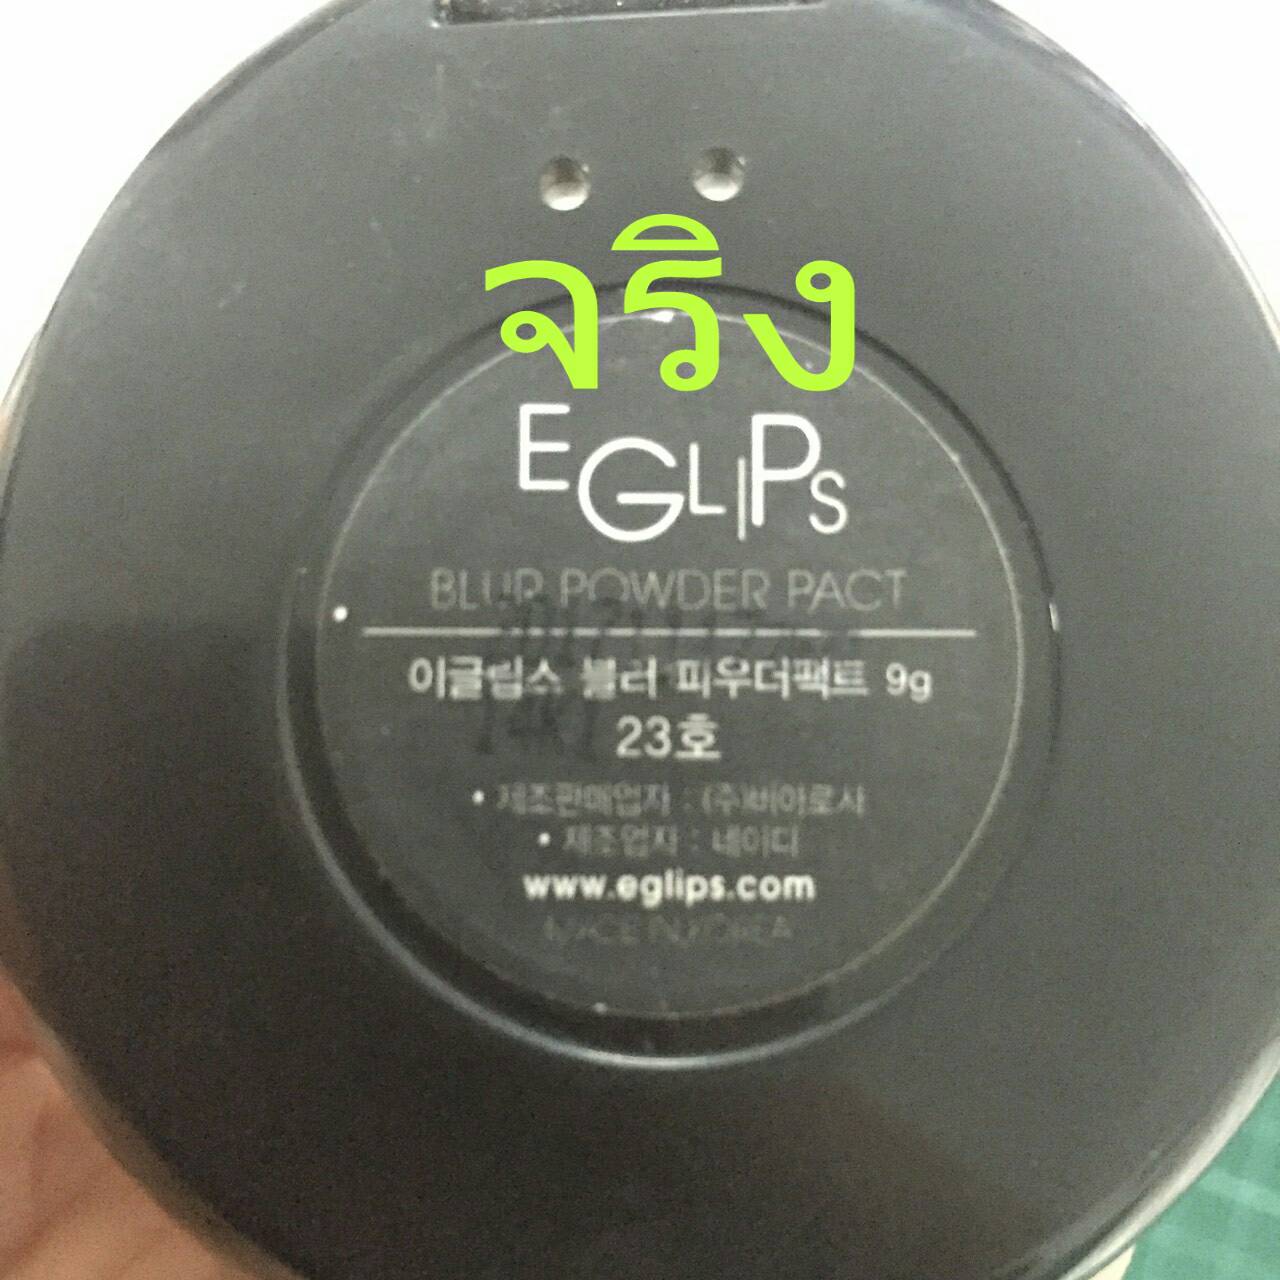 จริง
EGLIPS
BLUR POWDER PACT
이글립스 블러 파우더팩트 9g
23호
• 제조판매업자 : (주)비아로사
• 제조업자 : 네이디
www.eglips.com
MADE IN KOREA